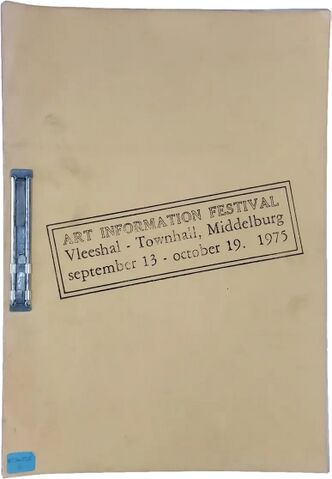 ART INFORMATION FESTIVAL
Vleeshal - Townhall, Middelburg
september 13 - october 19. 1975